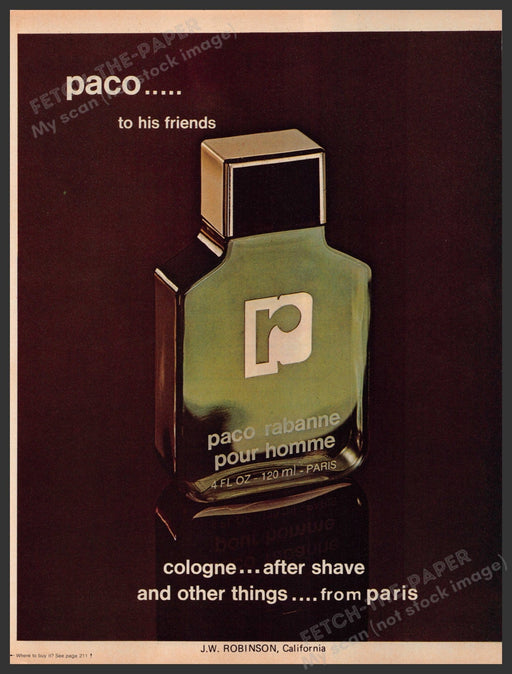 FETCH-THE-PAPER
My scan (not stock image)
paco.....
to his friends
r
paco rabanne
pour homme
4 FL OZ - 120 ml - PARIS
cologne...after shave
and other things....from paris
FETCH-THE-PAPER
My scan (not stock image)
J.W. ROBINSON, California
Where to buy it? See page 211